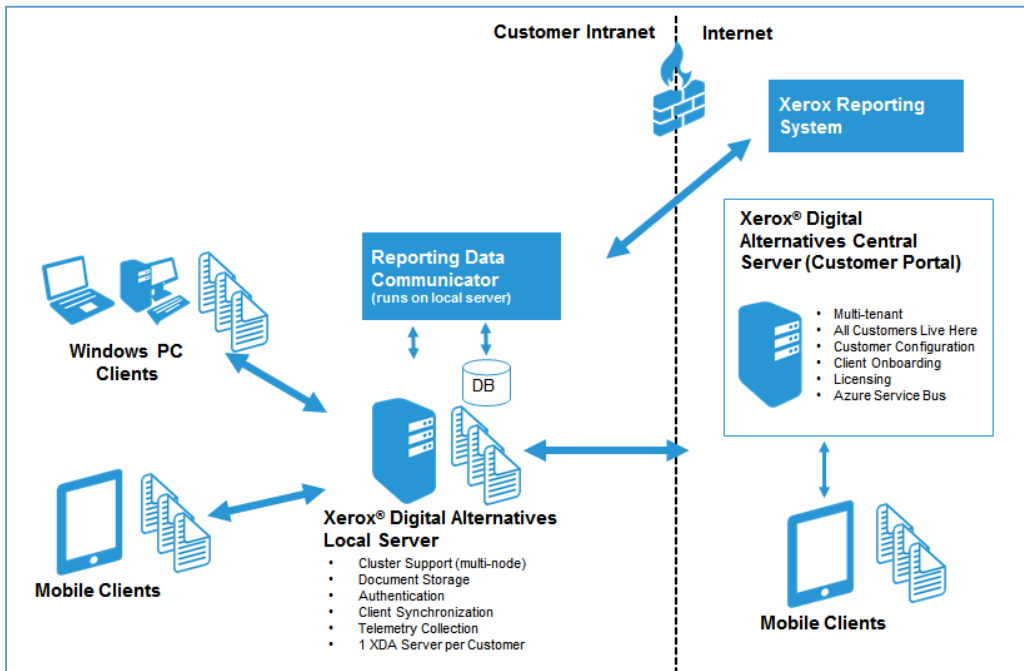 Customer Intranet
Internet
Xerox Reporting
System
Reporting Data
Communicator
(runs on local server)
Xerox® Digital
Alternatives Central
Server (Customer Portal)
• Multi-tenant
• All Customers Live Here
• Customer Configuration
• Client Onboarding
• Licensing
• Azure Service Bus
Windows PC
Clients
DB
Mobile Clients
Xerox® Digital Alternatives
Local Server
• Cluster Support (multi-node)
• Document Storage
• Authentication
• Client Synchronization
• Telemetry Collection
• 1 XDA Server per Customer
Mobile Clients